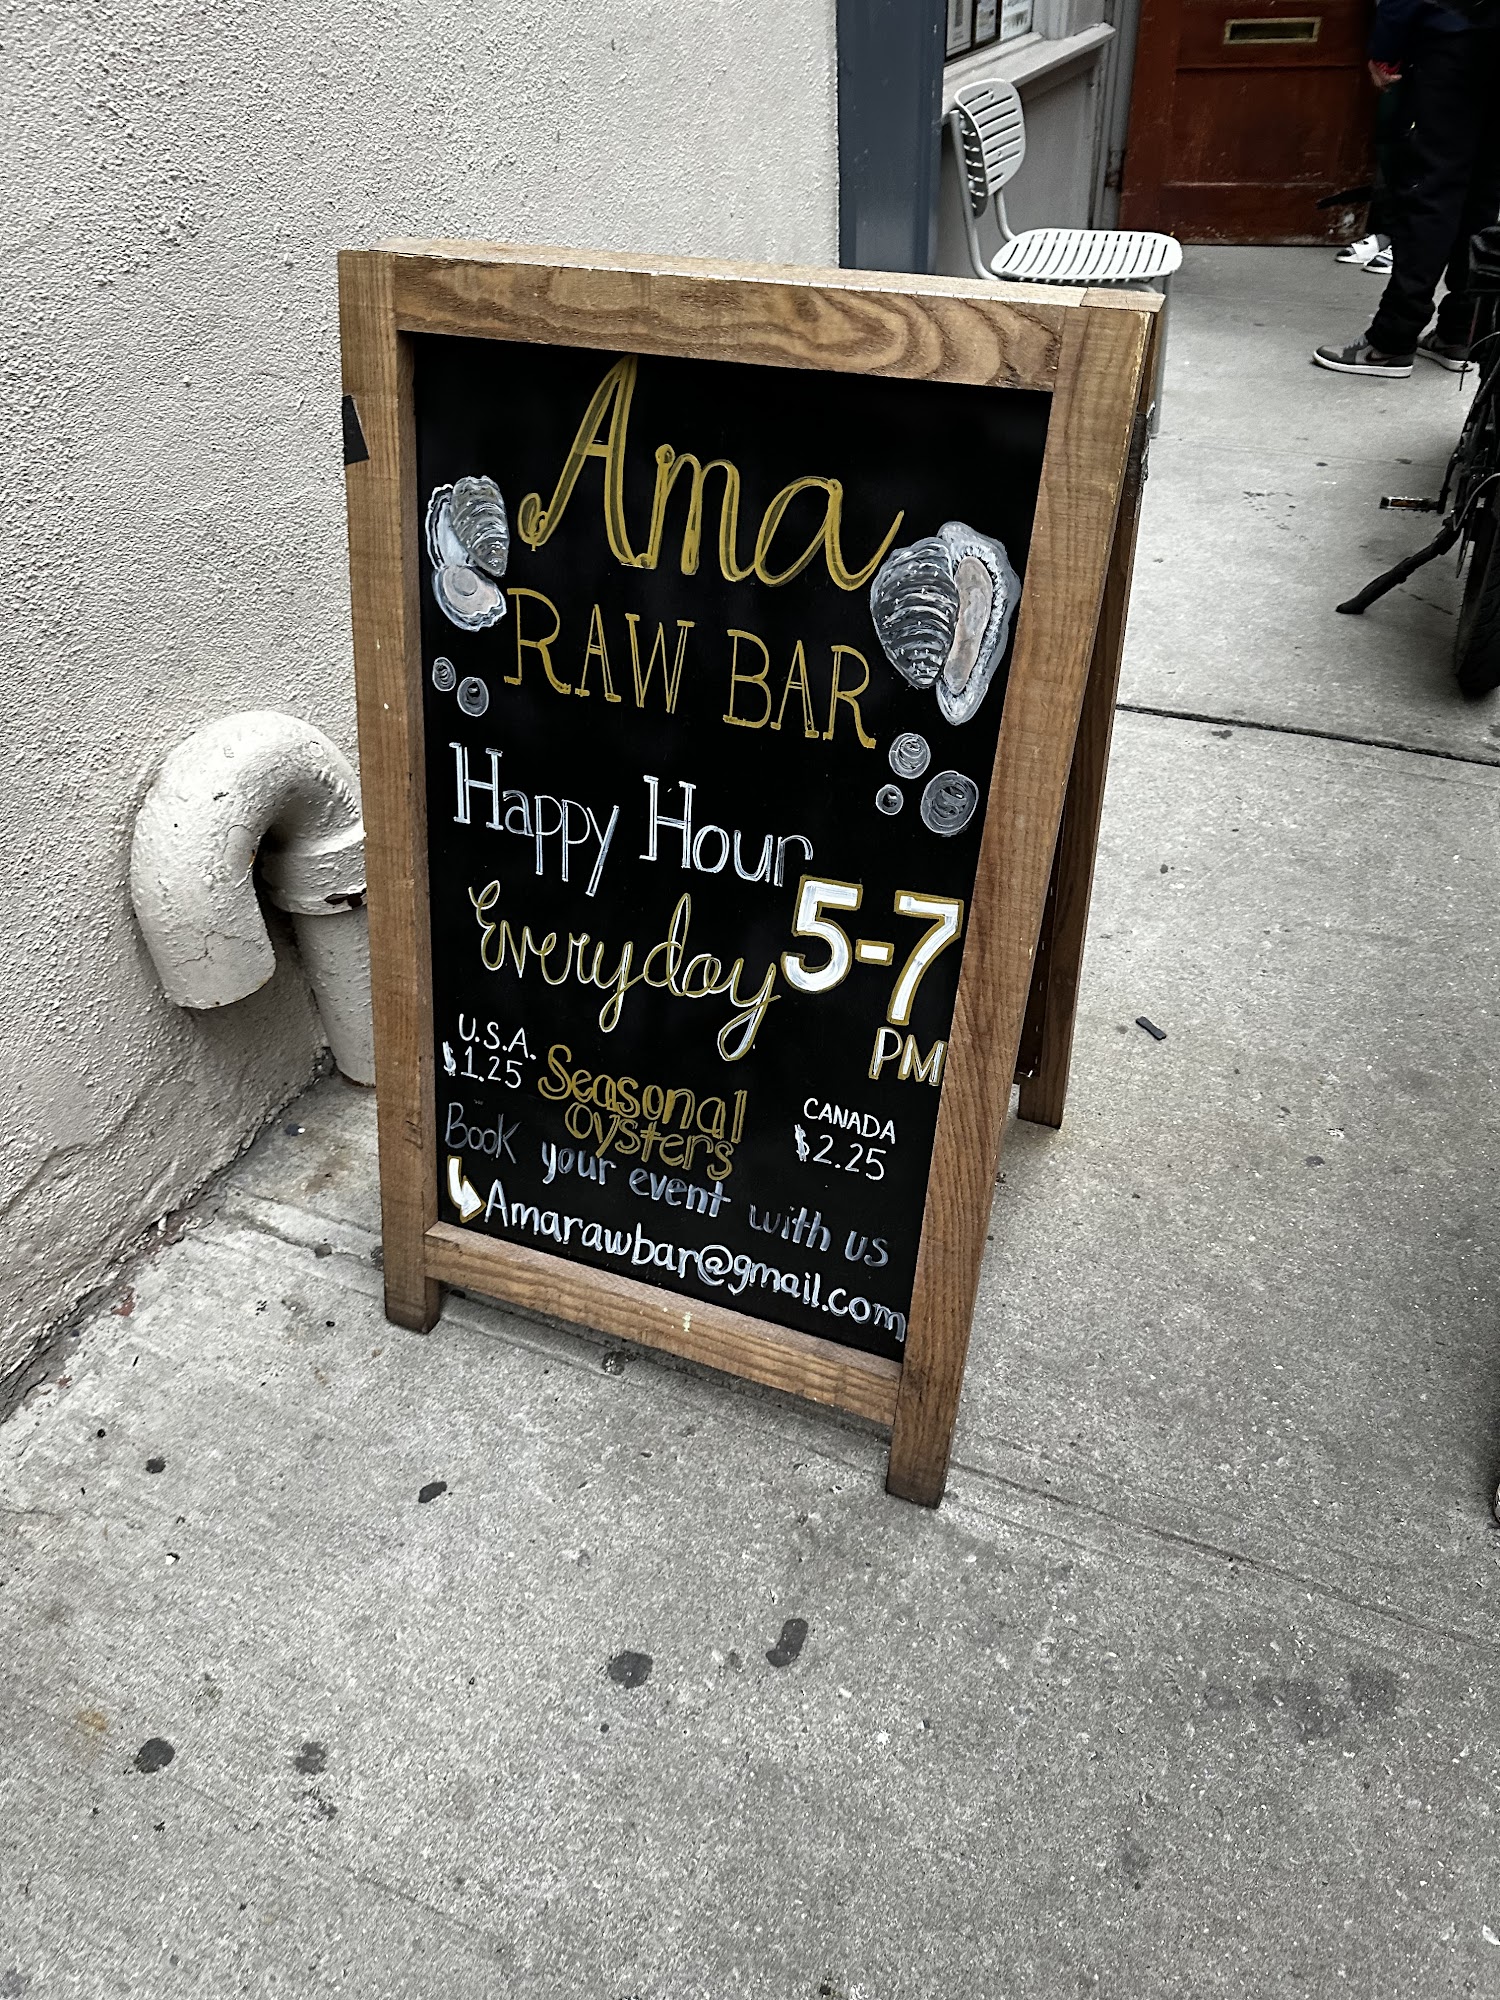 Ama
RAW BAR
Happy Hour
Everyday 5-7
PM
U.S.A.
$1.25
Seasonal
Oysters
CANADA
$2.25
Book your event with us
Amarawbar@gmail.com